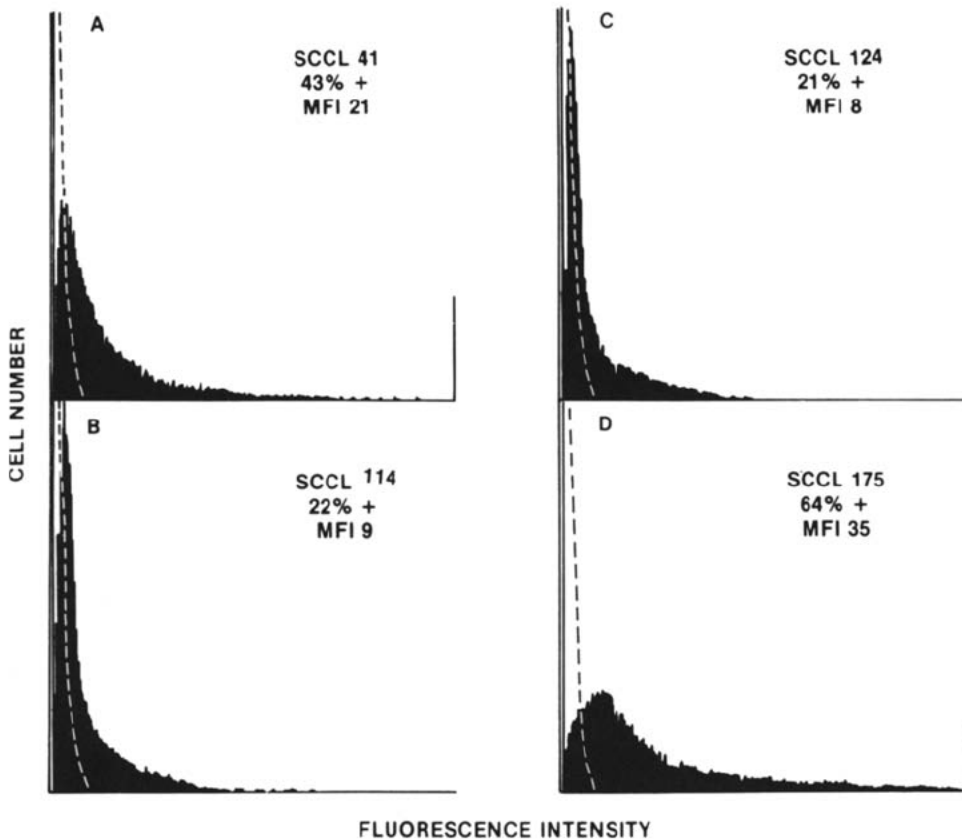 A
SCCL 41
43% +
MFI 21
C
SCCL 124
21% +
MFI 8
B
SCCL 114
22% +
MFI 9
D
SCCL 175
64% +
MFI 35
CELL NUMBER
FLUORESCENCE INTENSITY